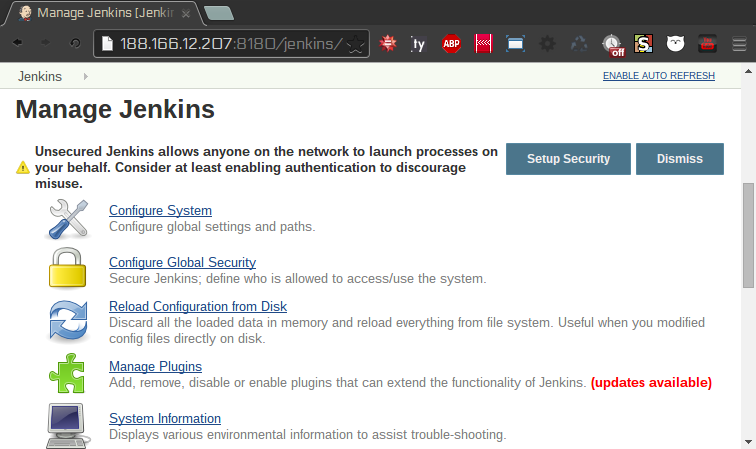 Manage Jenkins [Jenkin
188.166.12.207:8180/jenkins/
ty
ABP
off
S
Jenkins
ENABLE AUTO REFRESH
Manage Jenkins
Unsecured Jenkins allows anyone on the network to launch processes on
your behalf. Consider at least enabling authentication to discourage
misuse.
Setup Security
Dismiss
Configure System
Configure global settings and paths.
Configure Global Security
Secure Jenkins; define who is allowed to access/use the system.
Reload Configuration from Disk
Discard all the loaded data in memory and reload everything from file system. Useful when you modified
config files directly on disk.
Manage Plugins
Add, remove, disable or enable plugins that can extend the functionality of Jenkins. (updates available)
System Information
Displays various environmental information to assist trouble-shooting.